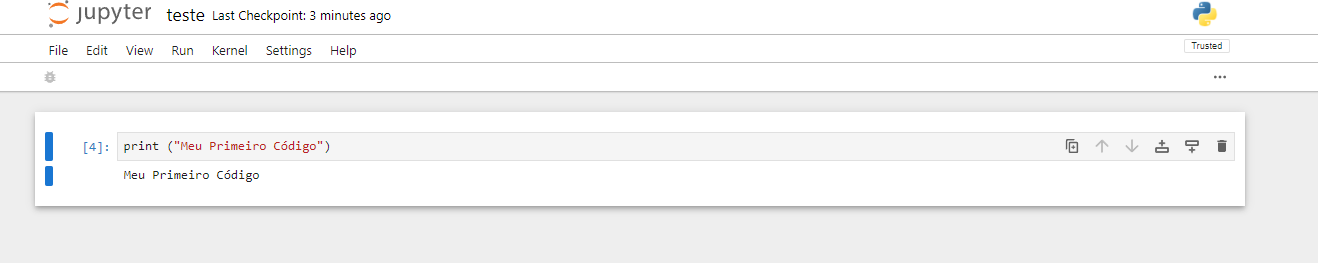 jupyter teste Last Checkpoint: 3 minutes ago
File Edit View Run Kernel Settings Help
Trusted
[4]: print ("Meu Primeiro Código")
Meu Primeiro Código